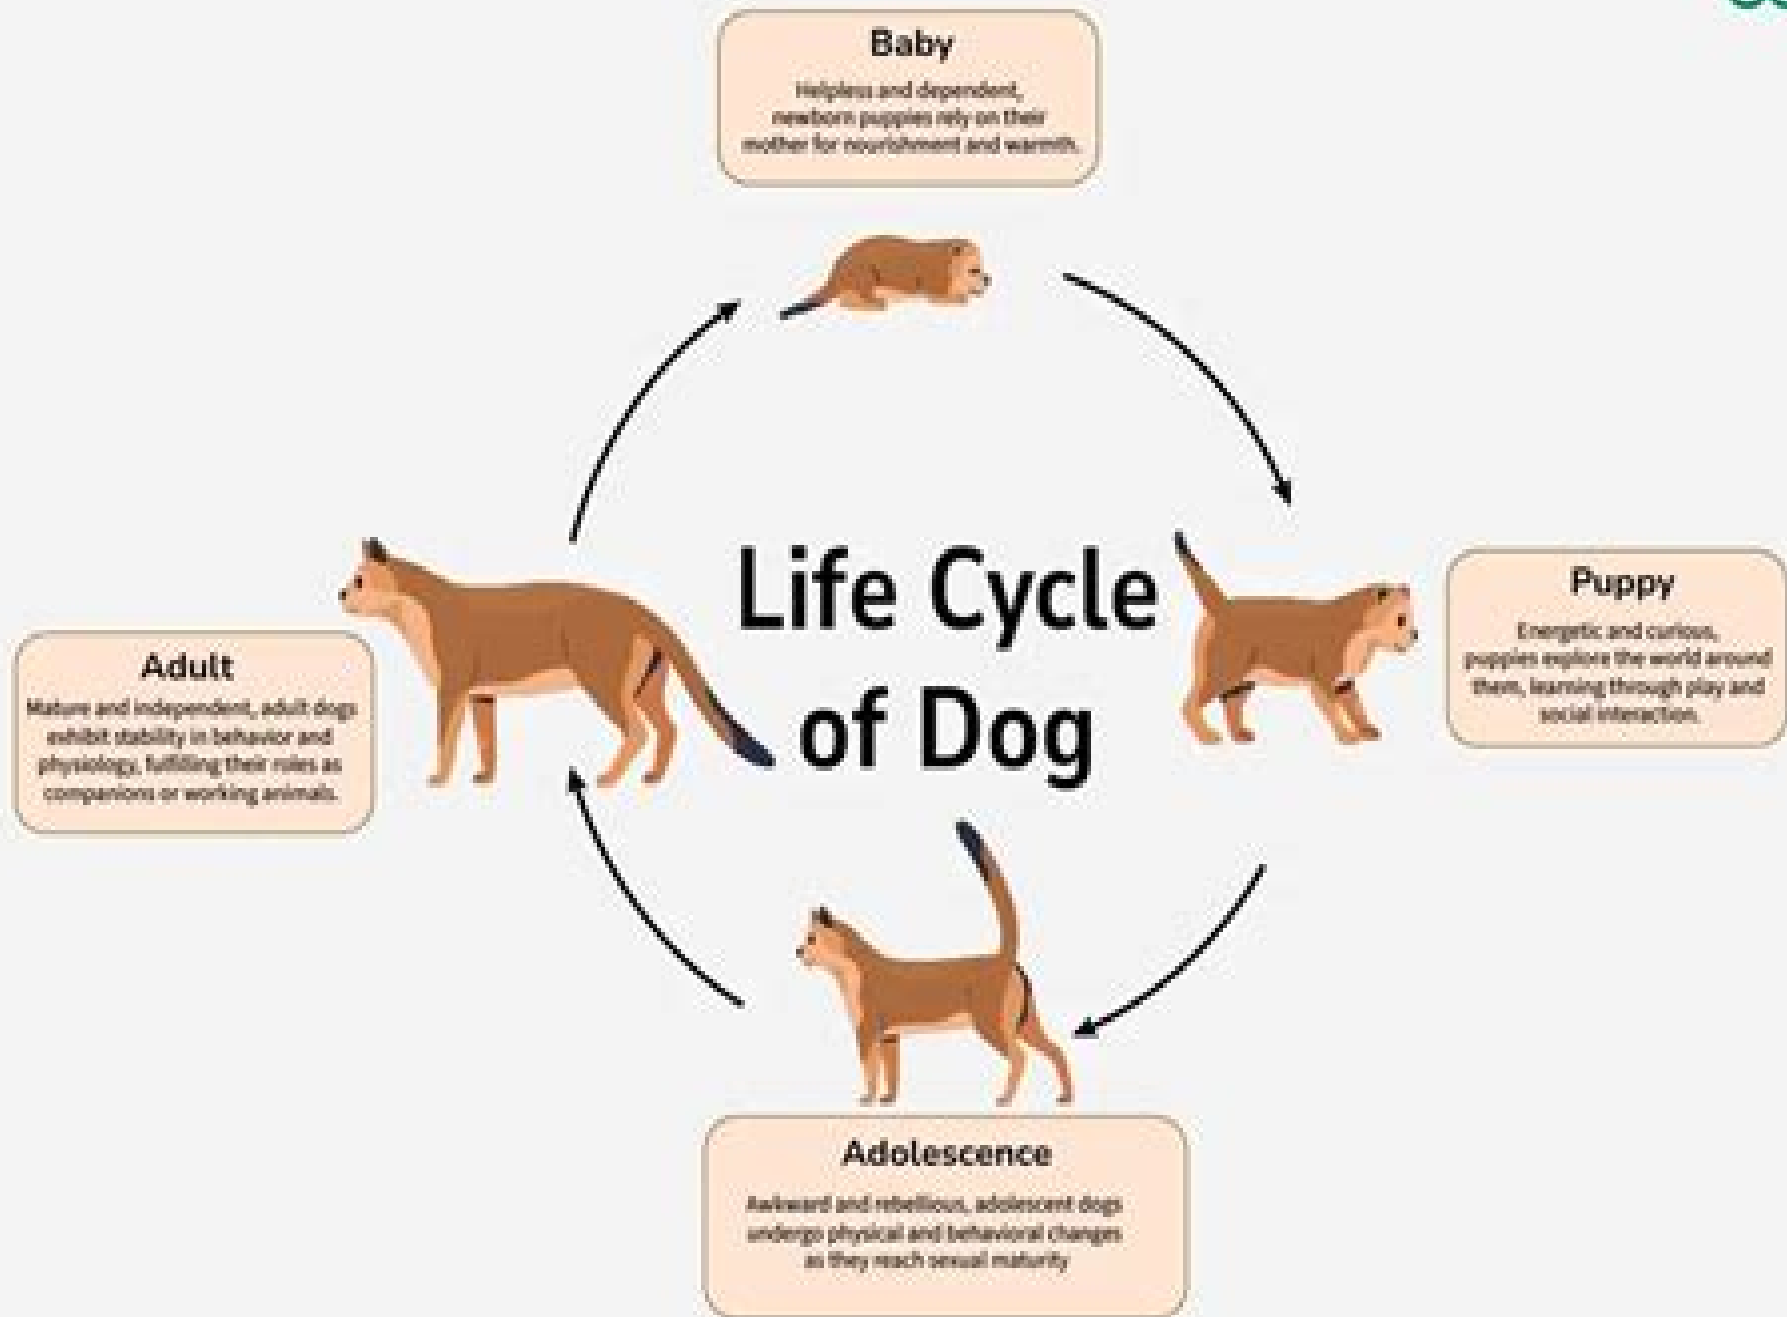 Baby
Helpless and dependent,
newborn puppies rely on their
mother for nourishment and warmth.
Life Cycle
of Dog
Puppy
Energetic and curious,
puppies explore the world around
them, learning through play and
social interaction.
Adult
Mature and independent, adult dogs
exhibit stability in behavior and
physiology, fulfilling their roles as
companions or working animals.
Adolescence
Awkward and rebellious, adolescent dogs
undergo physical and behavioral changes
as they reach sexual maturity